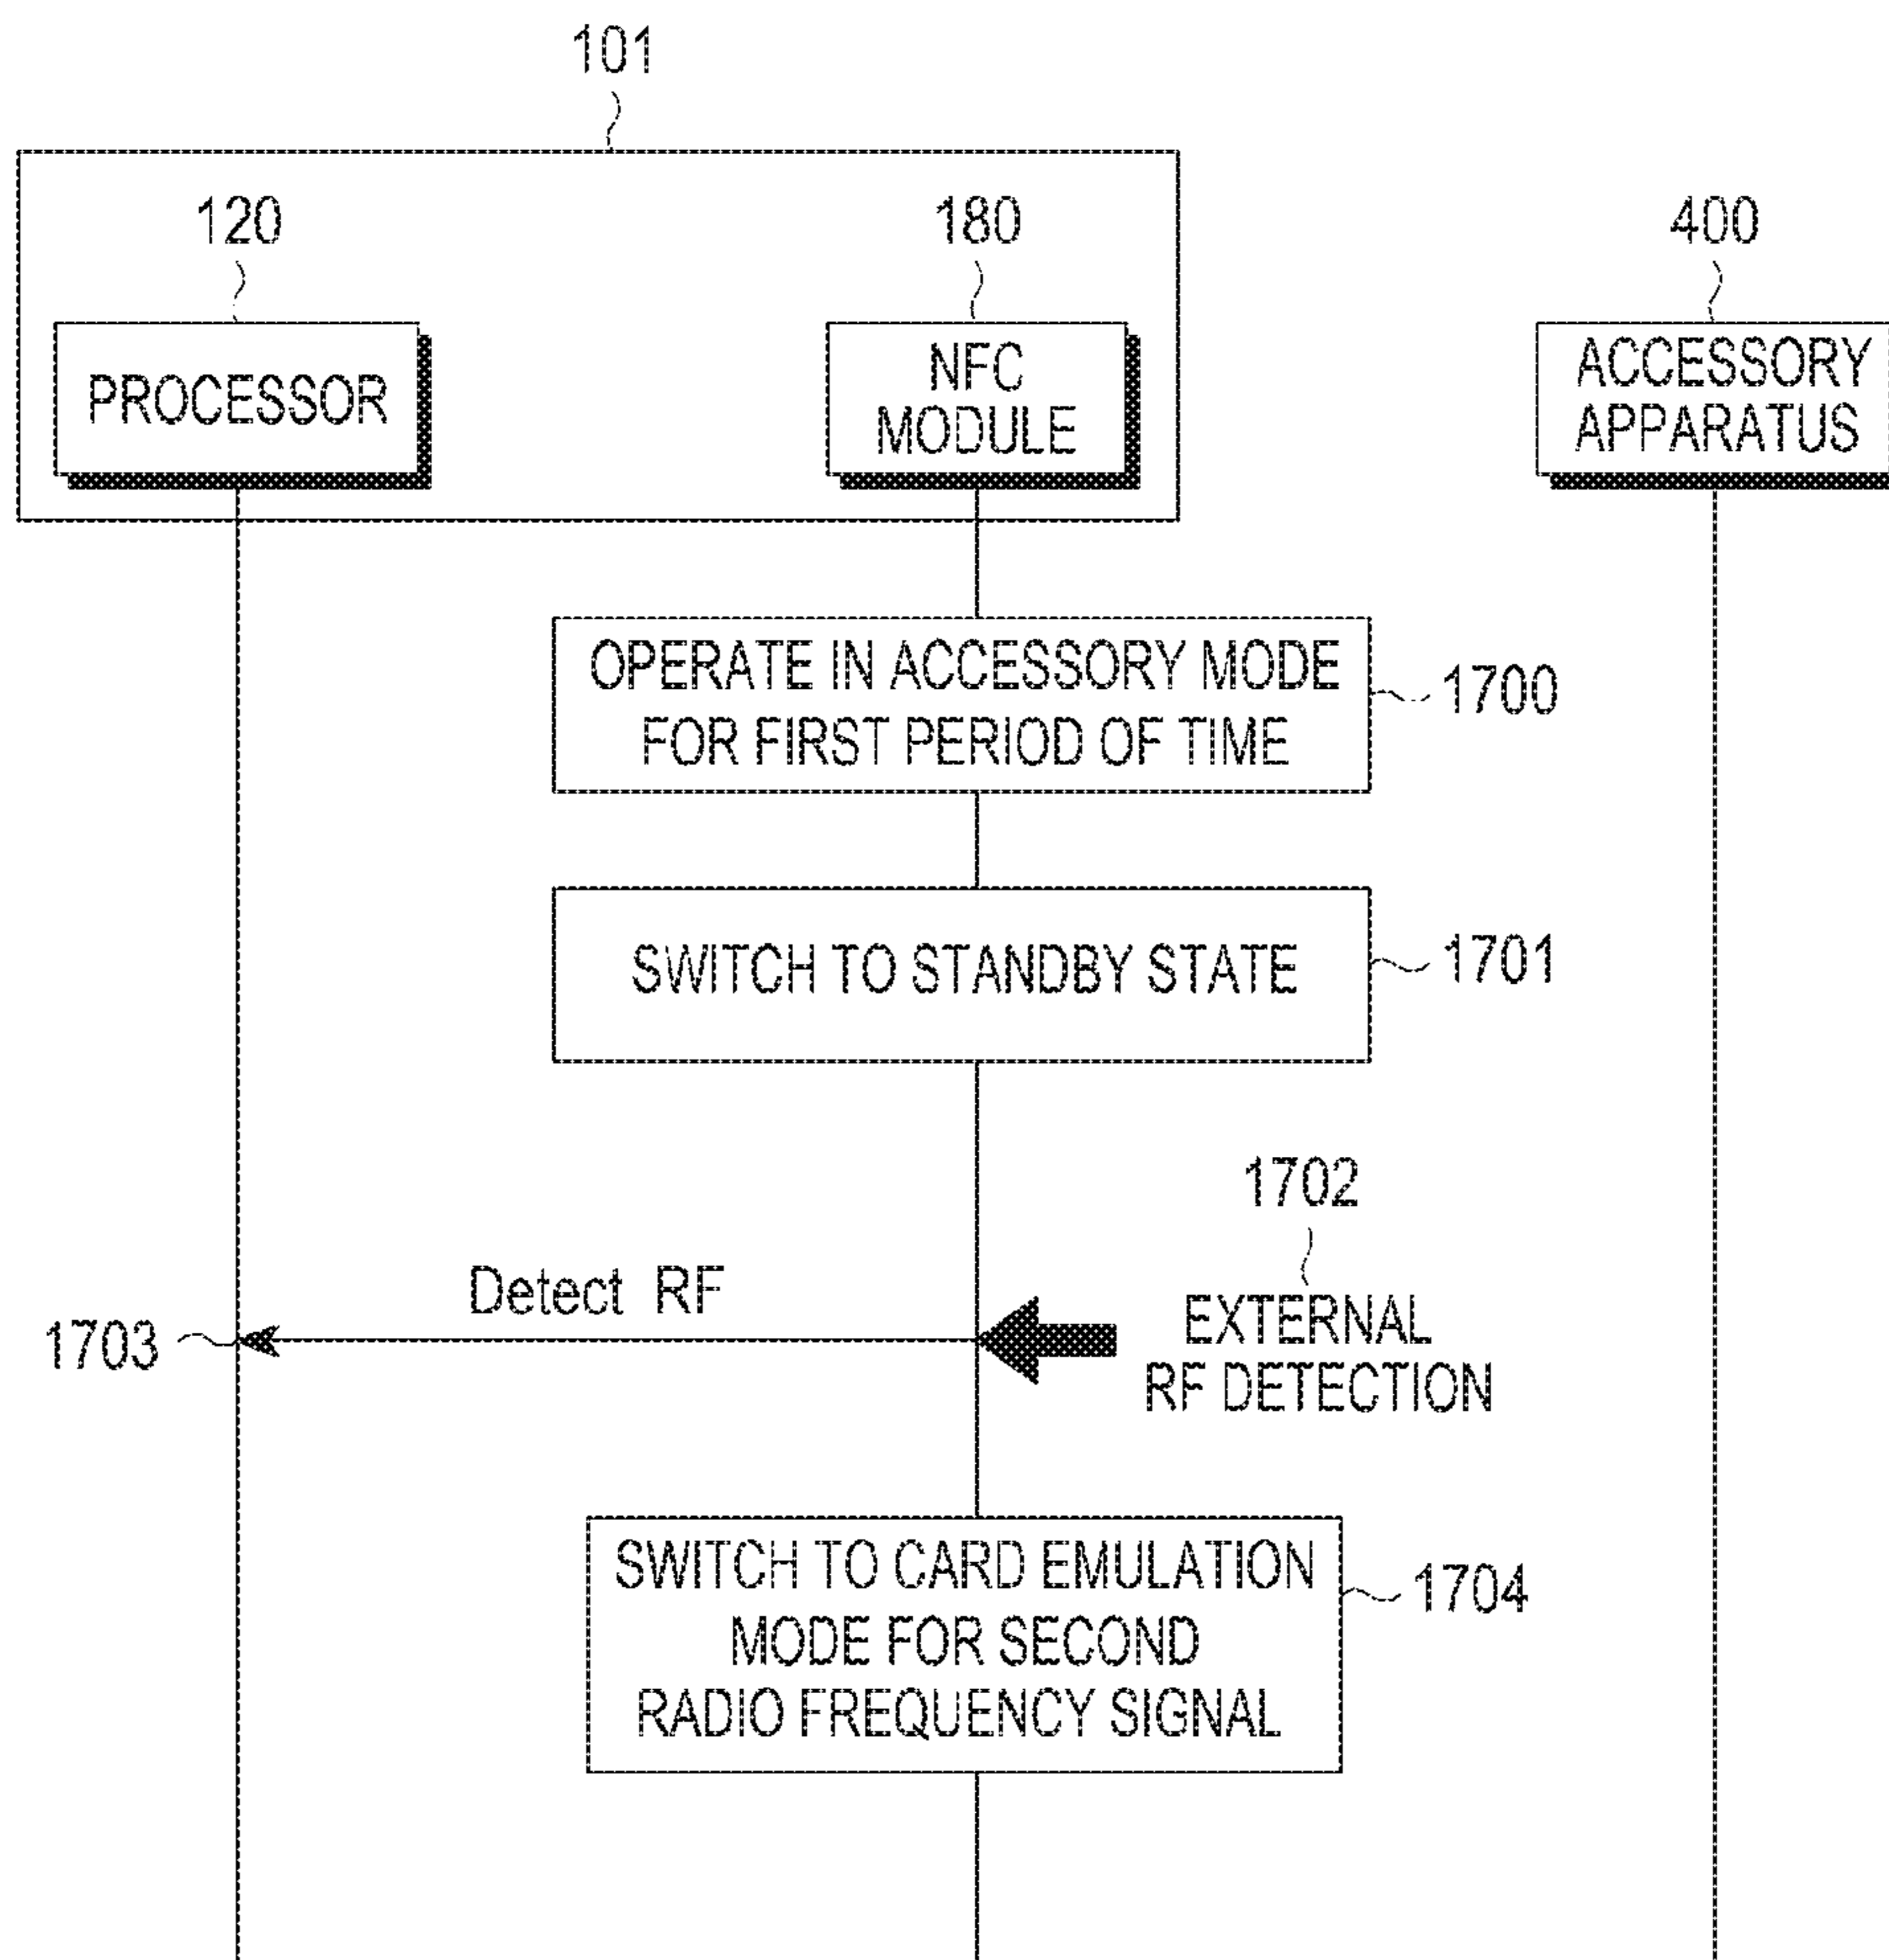 101
120
180
400
PROCESSOR
NFC
MODULE
ACCESSORY
APPARATUS
OPERATE IN ACCESSORY MODE
FOR FIRST PERIOD OF TIME
1700
SWITCH TO STANDBY STATE
1701
1702
Detect RF
1703
EXTERNAL
RF DETECTION
SWITCH TO CARD EMULATION
MODE FOR SECOND
RADIO FREQUENCY SIGNAL
1704